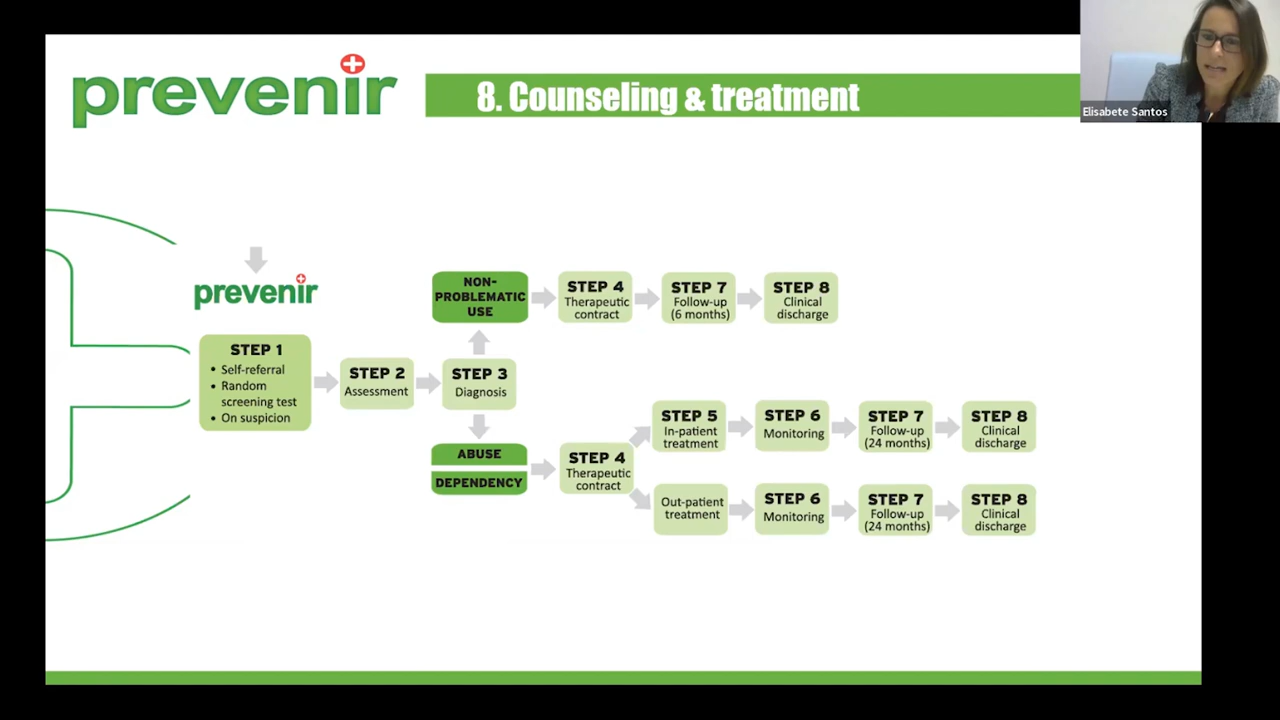 prevenir
8. Counseling & treatment
Elisabete Santos
prevenir
STEP 1
• Self-referral
• Random
screening test
• On suspicion
STEP 2
Assessment
STEP 3
Diagnosis
NON-
PROBLEMATIC
USE
STEP 4
Therapeutic
contract
STEP 7
Follow-up
(6 months)
STEP 8
Clinical
discharge
ABUSE
DEPENDENCY
STEP 4
Therapeutic
contract
STEP 5
In-patient
treatment
STEP 6
Monitoring
STEP 7
Follow-up
(24 months)
STEP 8
Clinical
discharge
Out-patient
treatment
STEP 6
Monitoring
STEP 7
Follow-up
(24 months)
STEP 8
Clinical
discharge